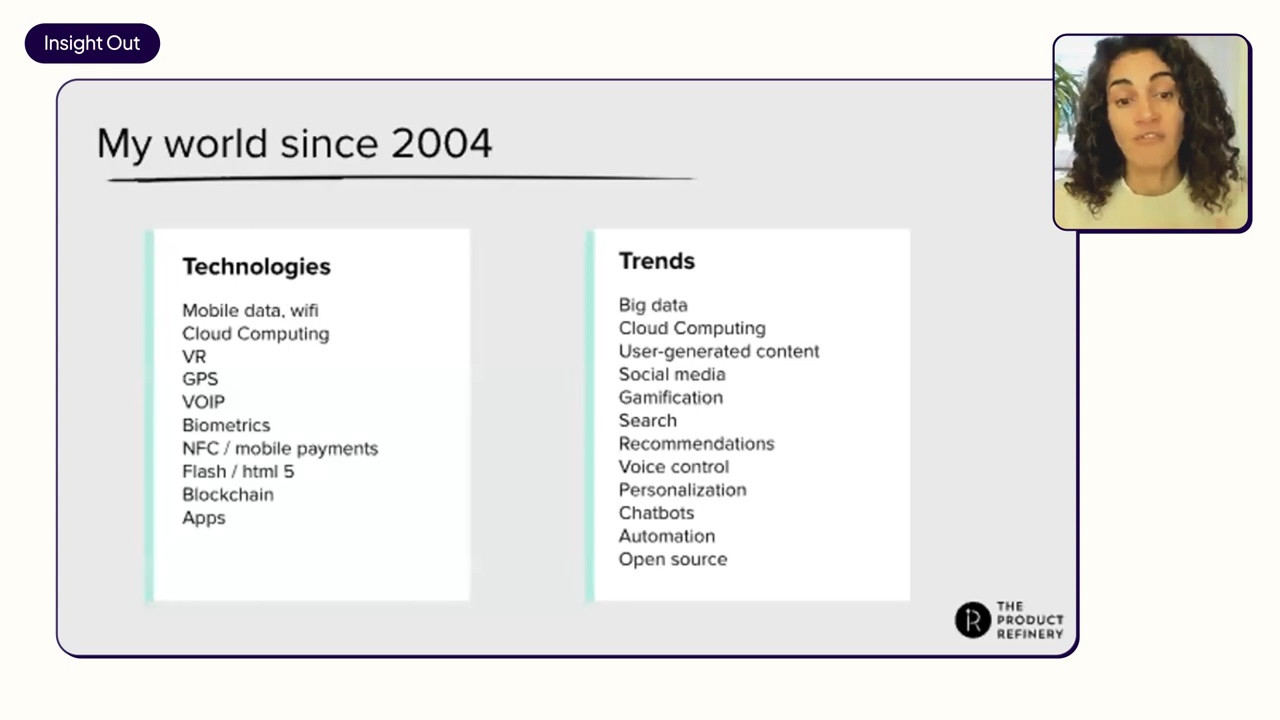 Insight Out
My world since 2004
Technologies
Mobile data, wifi
Cloud Computing
VR
GPS
VOIP
Biometrics
NFC / mobile payments
Flash / html 5
Blockchain
Apps
Trends
Big data
Cloud Computing
User-generated content
Social media
Gamification
Search
Recommendations
Voice control
Personalization
Chatbots
Automation
Open source
THE
PRODUCT
REFINERY